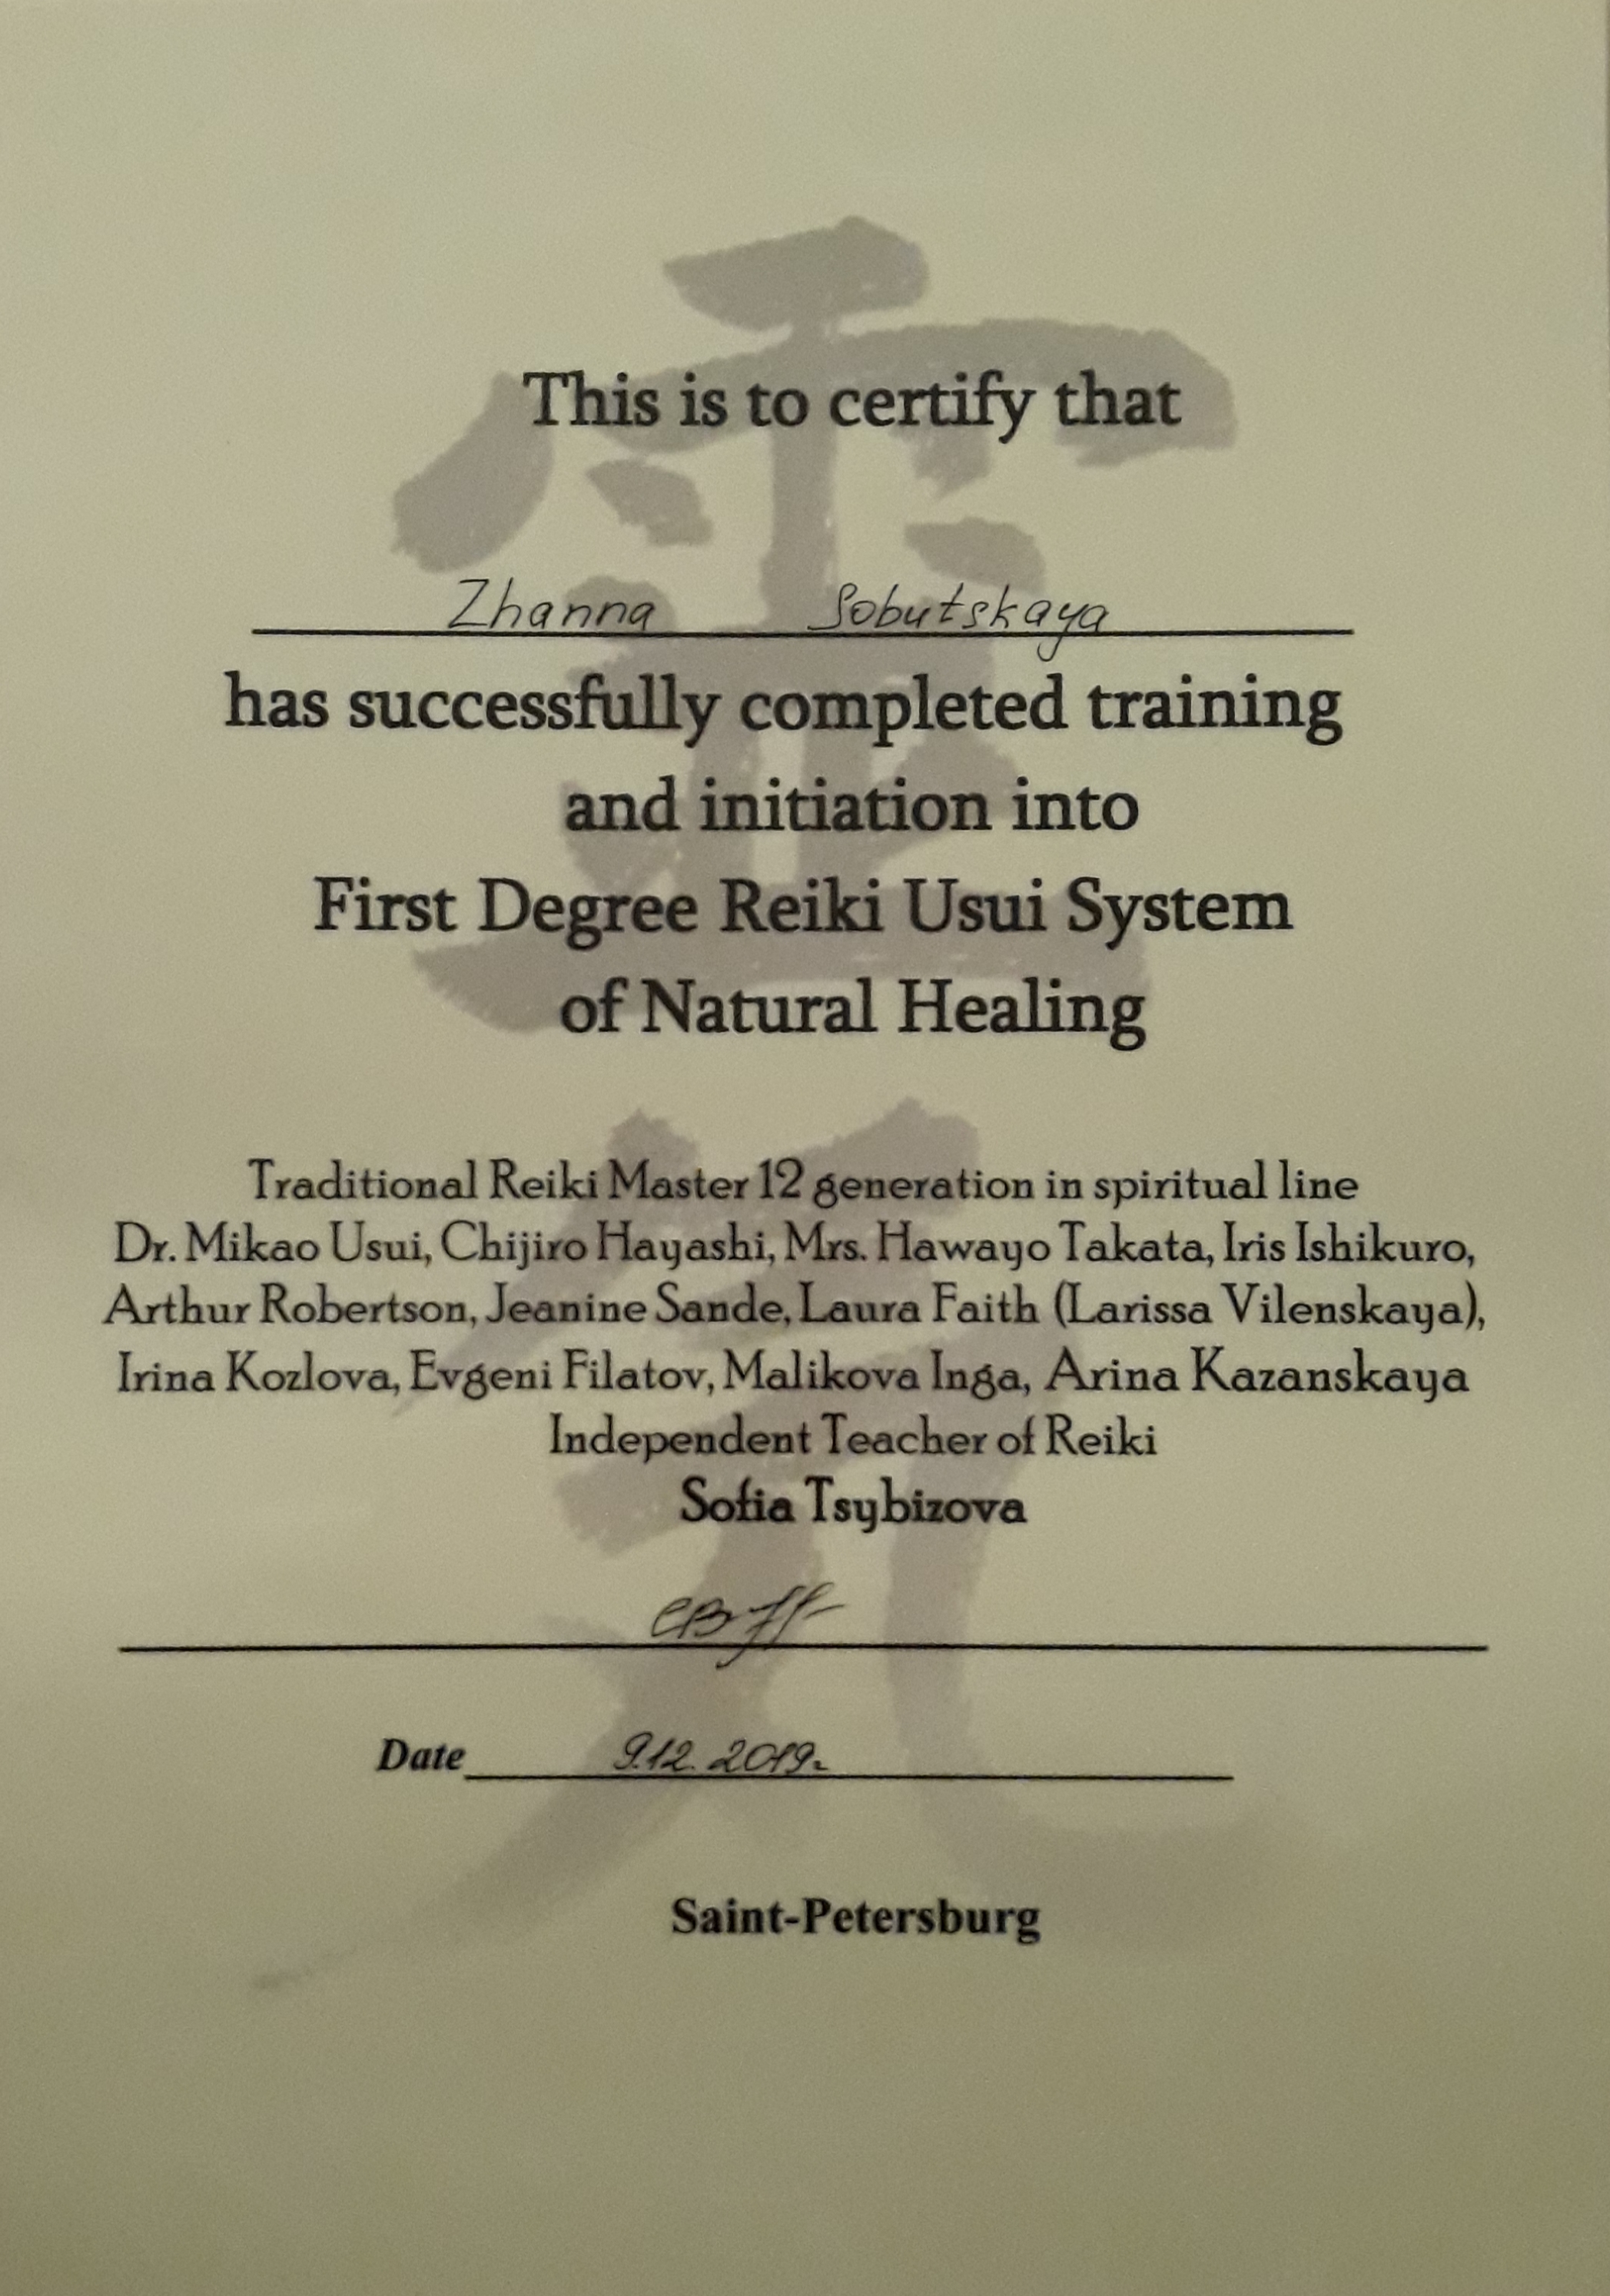 This is to certify that
Zhanna Sobutskaya
has successfully completed training
and initiation into
First Degree Reiki Usui System
of Natural Healing
Traditional Reiki Master 12 generation in spiritual line
Dr. Mikao Usui, Chijiro Hayashi, Mrs. Hawayo Takata, Iris Ishikuro,
Arthur Robertson, Jeanine Sande, Laura Faith (Larissa Vilenskaya),
Irina Kozlova, Evgeni Filatov, Malikova Inga, Arina Kazanskaya
Independent Teacher of Reiki
Sofia Tsybizova
Date 9.12.2019г.
Saint-Petersburg